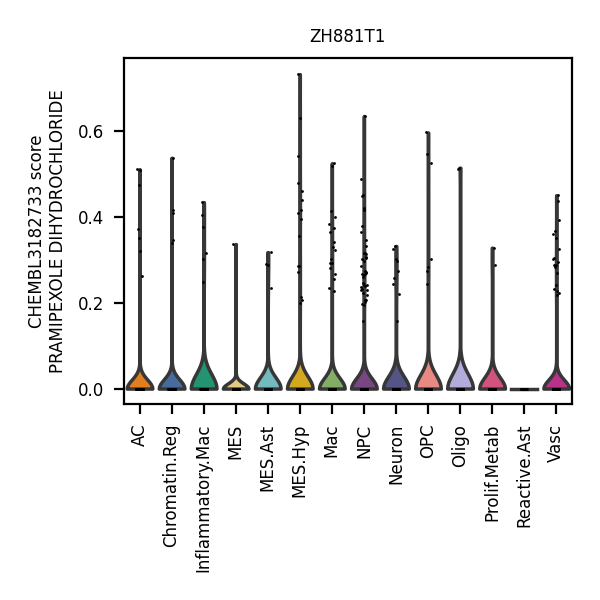 ZH881T1
CHEMBL3182733 score
PRAMIPEXOLE DIHYDROCHLORIDE
0.6
0.4
0.2
0.0
AC
Chromatin.Reg
Inflammatory.Mac
MES
MES.Ast
MES.Hyp
Mac
NPC
Neuron
OPC
Oligo
Prolif.Metab
Reactive.Ast
Vasc